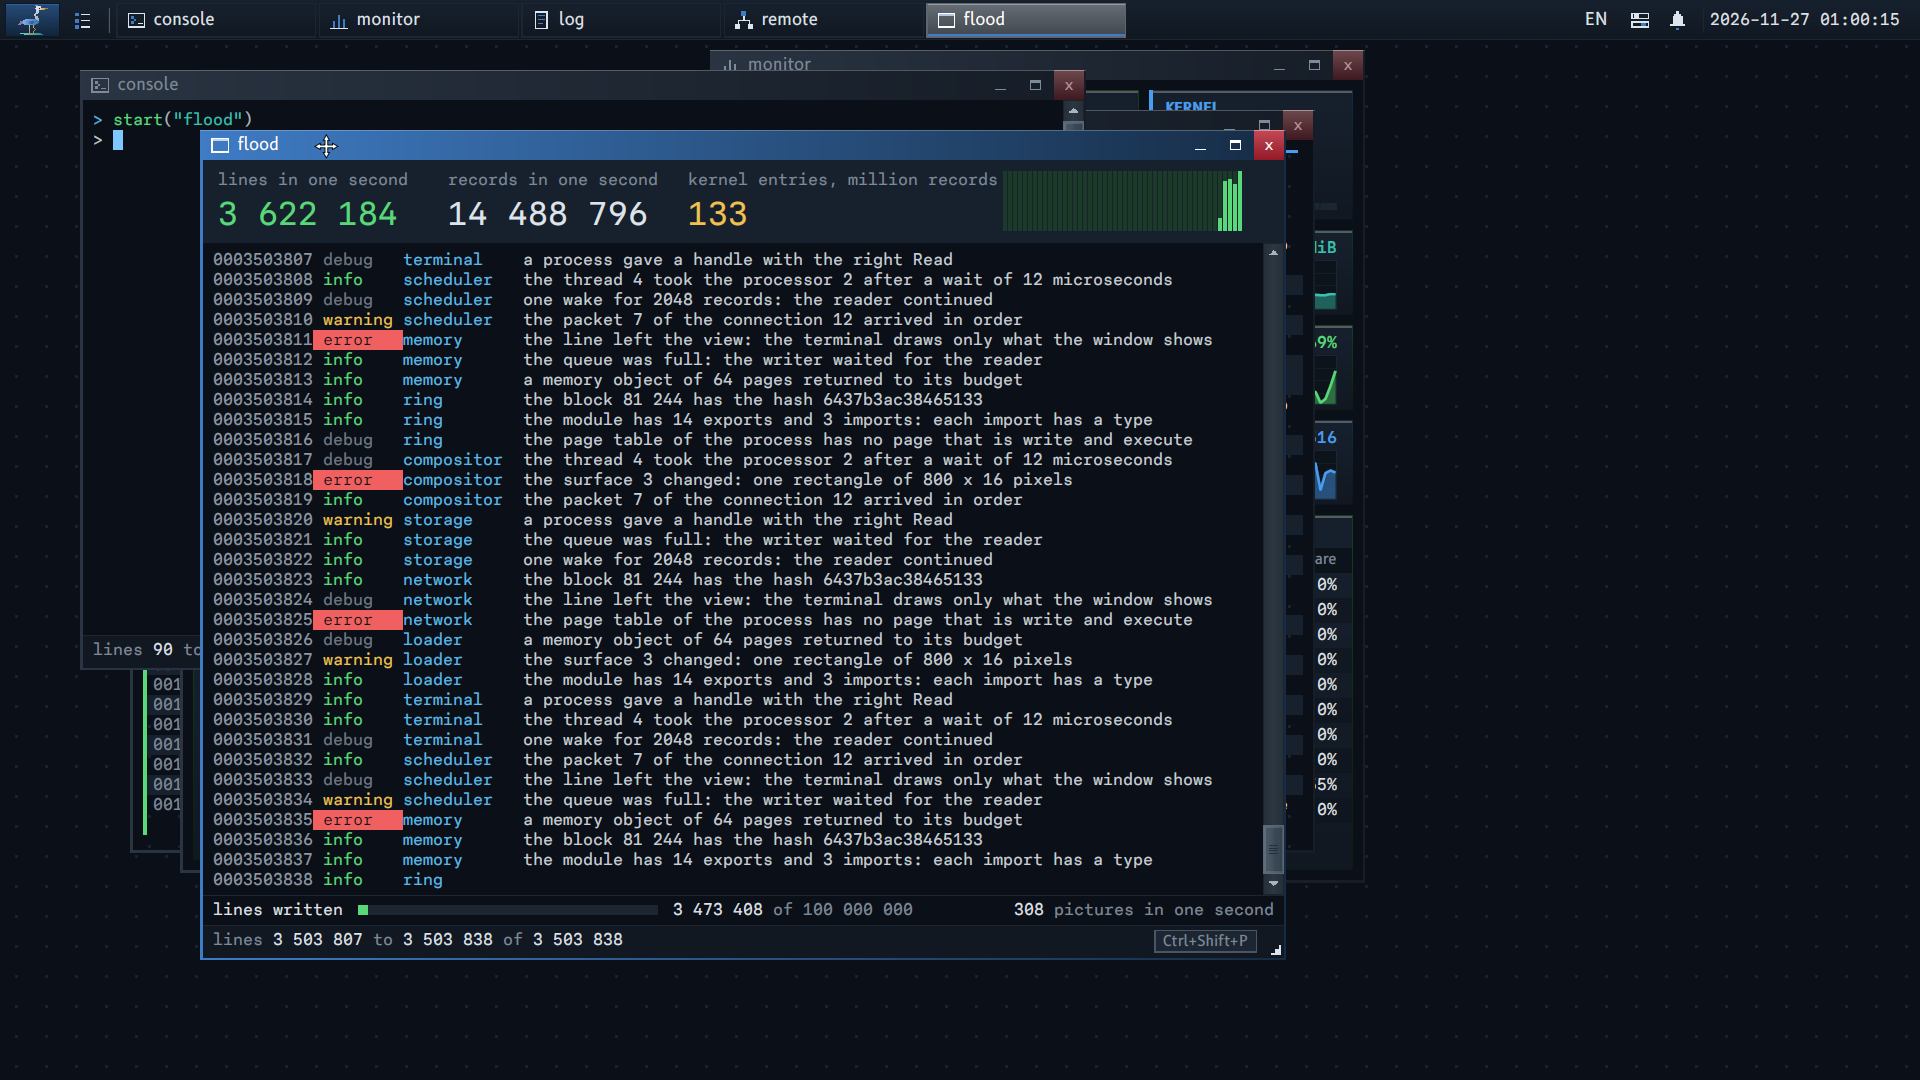 console
monitor
log
remote
flood
EN
2026-11-27 01:00:15
monitor
console
KERNEL
> start("flood")
>
flood
lines in one second
3 622 184
records in one second
14 488 796
kernel entries, million records
133
0003503807 debug terminal a process gave a handle with the right Read
0003503808 info scheduler the thread 4 took the processor 2 after a wait of 12 microseconds
0003503809 debug scheduler one wake for 2048 records: the reader continued
0003503810 warning scheduler the packet 7 of the connection 12 arrived in order
0003503811 error memory the line left the view: the terminal draws only what the window shows
0003503812 info memory the queue was full: the writer waited for the reader
0003503813 info memory a memory object of 64 pages returned to its budget
0003503814 info ring the block 81 244 has the hash 6437b3ac38465133
0003503815 info ring the module has 14 exports and 3 imports: each import has a type
0003503816 debug ring the page table of the process has no page that is write and execute
0003503817 debug compositor the thread 4 took the processor 2 after a wait of 12 microseconds
0003503818 error compositor the surface 3 changed: one rectangle of 800 x 16 pixels
0003503819 info compositor the packet 7 of the connection 12 arrived in order
0003503820 warning storage a process gave a handle with the right Read
0003503821 info storage the queue was full: the writer waited for the reader
0003503822 info storage one wake for 2048 records: the reader continued
0003503823 info network the block 81 244 has the hash 6437b3ac38465133
0003503824 debug network the line left the view: the terminal draws only what the window shows
0003503825 error network the page table of the process has no page that is write and execute
0003503826 debug loader a memory object of 64 pages returned to its budget
0003503827 warning loader the surface 3 changed: one rectangle of 800 x 16 pixels
0003503828 info loader the module has 14 exports and 3 imports: each import has a type
0003503829 info terminal a process gave a handle with the right Read
0003503830 info terminal the thread 4 took the processor 2 after a wait of 12 microseconds
0003503831 debug terminal one wake for 2048 records: the reader continued
0003503832 info scheduler the packet 7 of the connection 12 arrived in order
0003503833 debug scheduler the line left the view: the terminal draws only what the window shows
0003503834 warning scheduler the queue was full: the writer waited for the reader
0003503835 error memory a memory object of 64 pages returned to its budget
0003503836 info memory the block 81 244 has the hash 6437b3ac38465133
0003503837 info memory the module has 14 exports and 3 imports: each import has a type
0003503838 info ring
lines written 3 473 408 of 100 000 000 308 pictures in one second
lines 3 503 807 to 3 503 838 of 3 503 838
Ctrl+Shift+P
lines 90 to
001
001
001
001
001
001
001
iB
9%
16
are
0%
0%
0%
0%
0%
0%
0%
0%
5%
0%